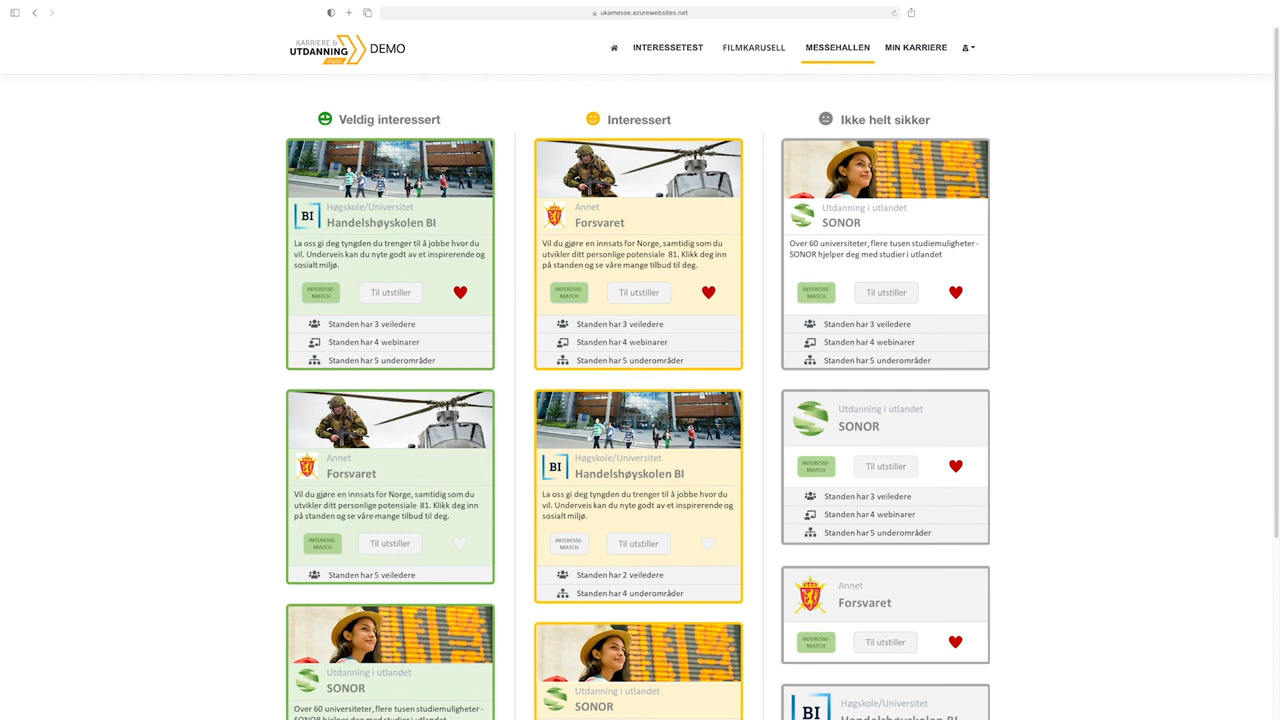 ukamesse.azurewebsites.net
KARRIERE &
UTDANNING
DEMO
INTERESSETEST
FILMKARUSELL
MESSEHALLEN
MIN KARRIERE
Veldig interessert
BI
Høgskole/Universitet
Handelshøyskolen BI
La oss gi deg tyngden du trenger til å jobbe hvor du
vil. Underveis kan du nyte godt av et inspirerende og
sosialt miljø.
INTERESSE-
MATCH
Til utstiller
Standen har 3 veiledere
Standen har 4 webinarer
Standen har 5 underområder
Annet
Forsvaret
Vil du gjøre en innsats for Norge, samtidig som du
utvikler ditt personlige potensiale 81. Klikk deg inn
på standen og se våre mange tilbud til deg.
INTERESSE-
MATCH
Til utstiller
Standen har 5 veiledere
Utdanning i utlandet
SONOR
Over 60 universiteter, flere tusen studiemuligheter -
SONOR hjelper deg med studier i utlandet
Interessert
Annet
Forsvaret
Vil du gjøre en innsats for Norge, samtidig som du
utvikler ditt personlige potensiale 81. Klikk deg inn
på standen og se våre mange tilbud til deg.
INTERESSE-
MATCH
Til utstiller
Standen har 3 veiledere
Standen har 4 webinarer
Standen har 5 underområder
BI
Høgskole/Universitet
Handelshøyskolen BI
La oss gi deg tyngden du trenger til å jobbe hvor du
vil. Underveis kan du nyte godt av et inspirerende og
sosialt miljø.
INTERESSE-
MATCH
Til utstiller
Standen har 2 veiledere
Standen har 4 underområder
Utdanning i utlandet
SONOR
Ikke helt sikker
Utdanning i utlandet
SONOR
Over 60 universiteter, flere tusen studiemuligheter -
SONOR hjelper deg med studier i utlandet
INTERESSE-
MATCH
Til utstiller
Standen har 3 veiledere
Standen har 4 webinarer
Standen har 5 underområder
Utdanning i utlandet
SONOR
INTERESSE-
MATCH
Til utstiller
Standen har 3 veiledere
Standen har 4 webinarer
Standen har 5 underområder
Annet
Forsvaret
INTERESSE-
MATCH
Til utstiller
BI
Høgskole/Universitet
Handelshøyskolen BI